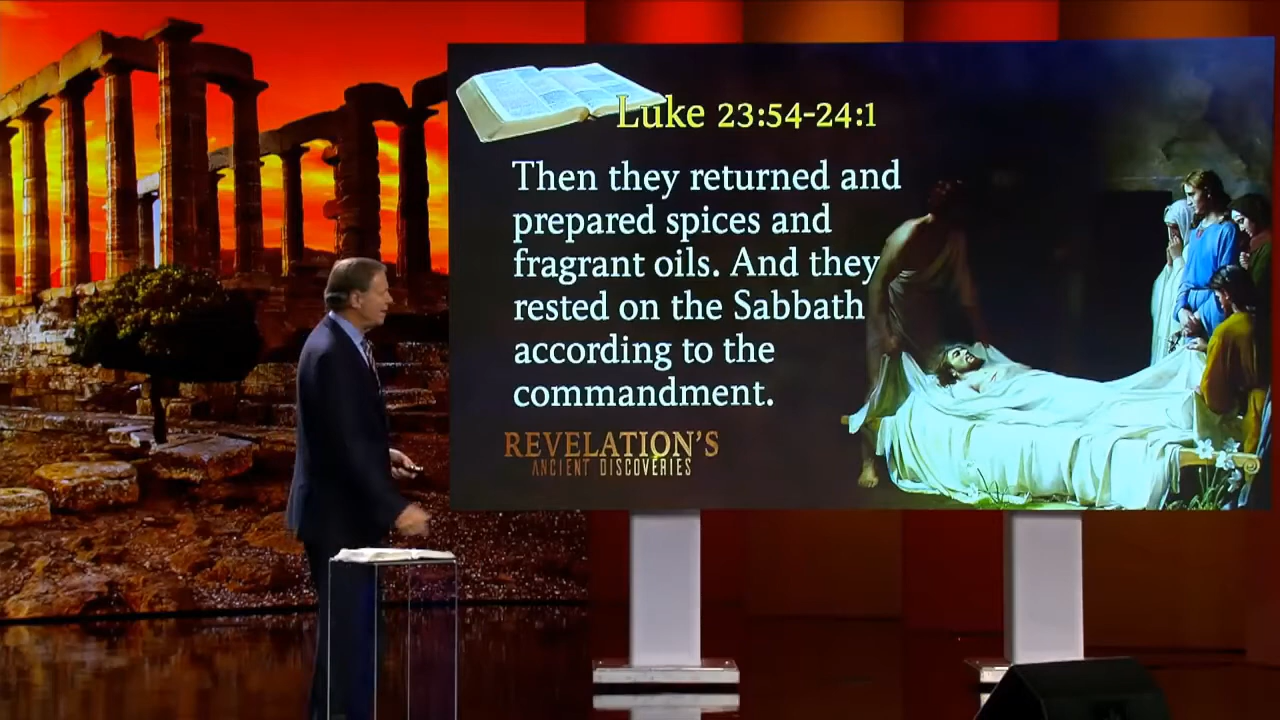 Luke 23:54-24:1
Then they returned and
prepared spices and
fragrant oils. And they
rested on the Sabbath
according to the
commandment.
REVELATION'S
ANCIENT DISCOVERIES